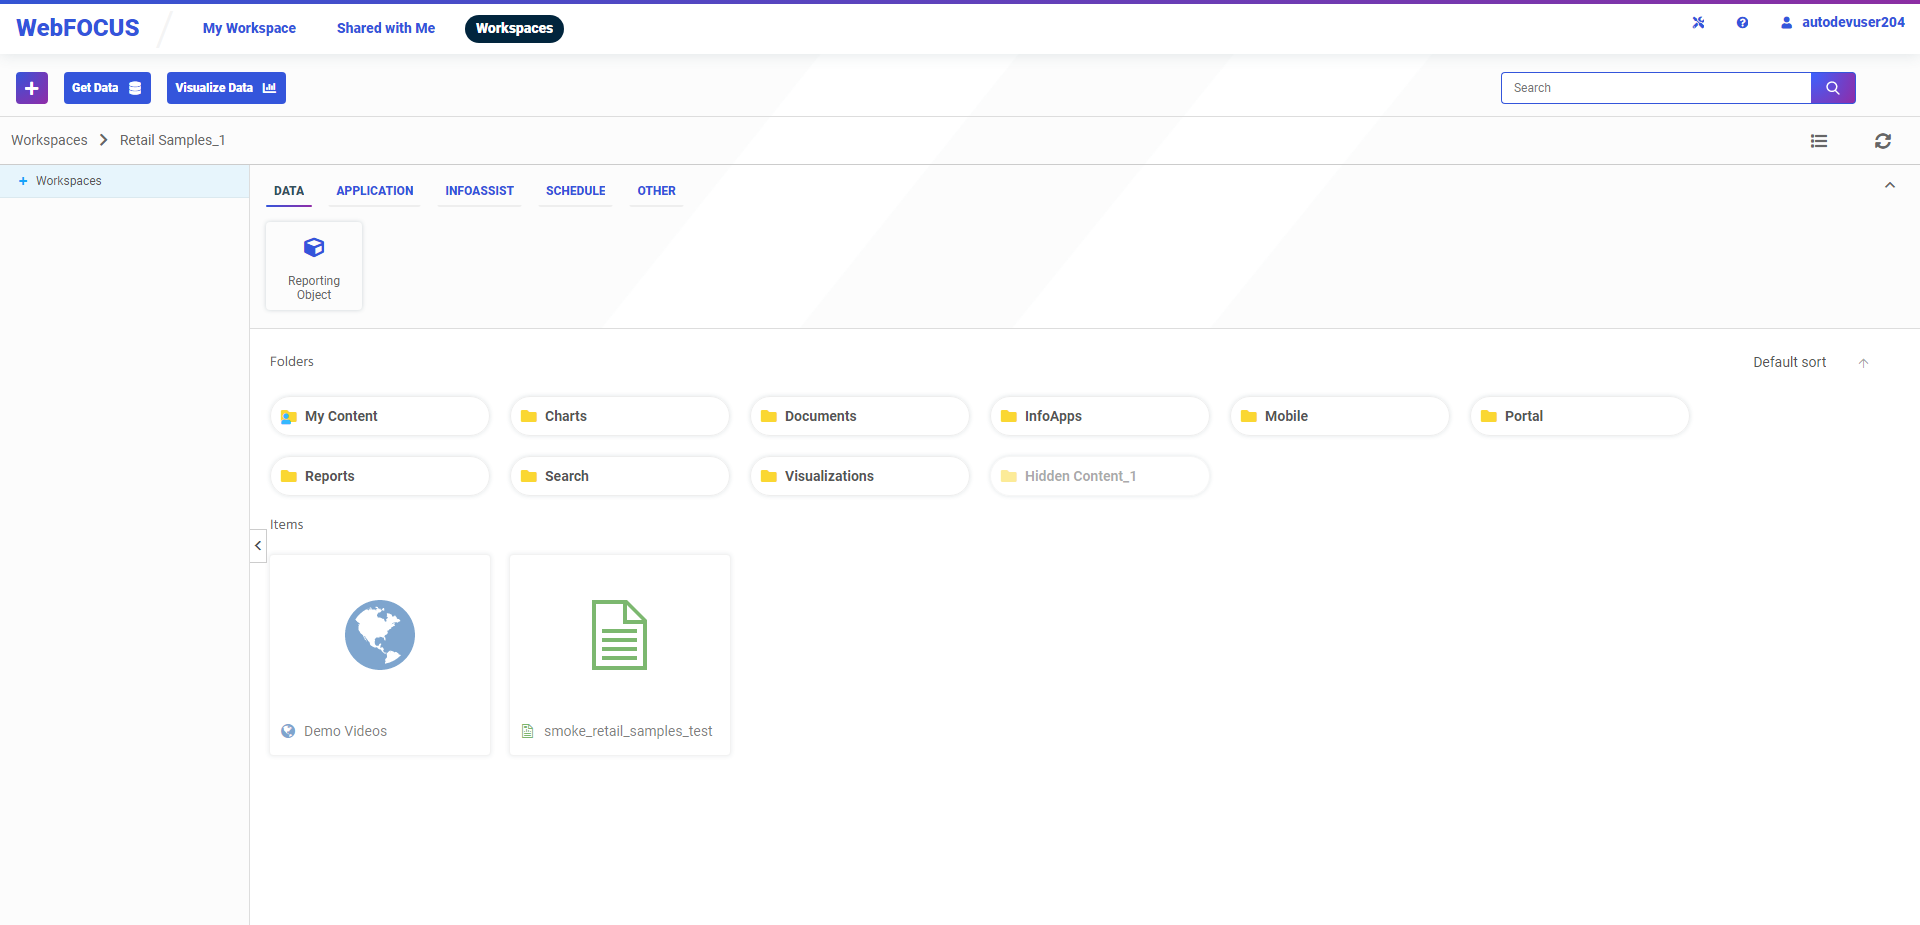 WebFOCUS
My Workspace
Shared with Me
Workspaces
autodevuser204
Get Data
Visualize Data
Search
Workspaces
Retail Samples_1
Workspaces
DATA
APPLICATION
INFOASSIST
SCHEDULE
OTHER
Reporting
Object
Folders
Default sort
My Content
Charts
Documents
InfoApps
Mobile
Portal
Reports
Search
Visualizations
Hidden Content_1
Items
Demo Videos
smoke_retail_samples_test